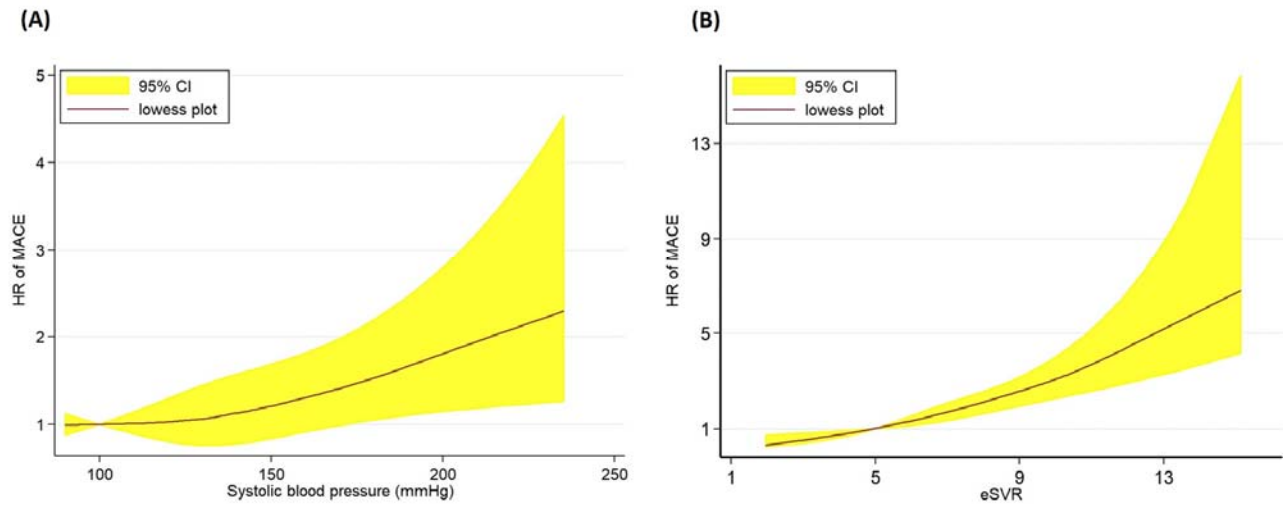 (A)
95% CI
lowess plot
5
4
3
2
1
HR of MACE
100
150
200
250
Systolic blood pressure (mmHg)
(B)
95% CI
lowess plot
13
9
5
1
HR of MACE
1
5
9
13
eSVR